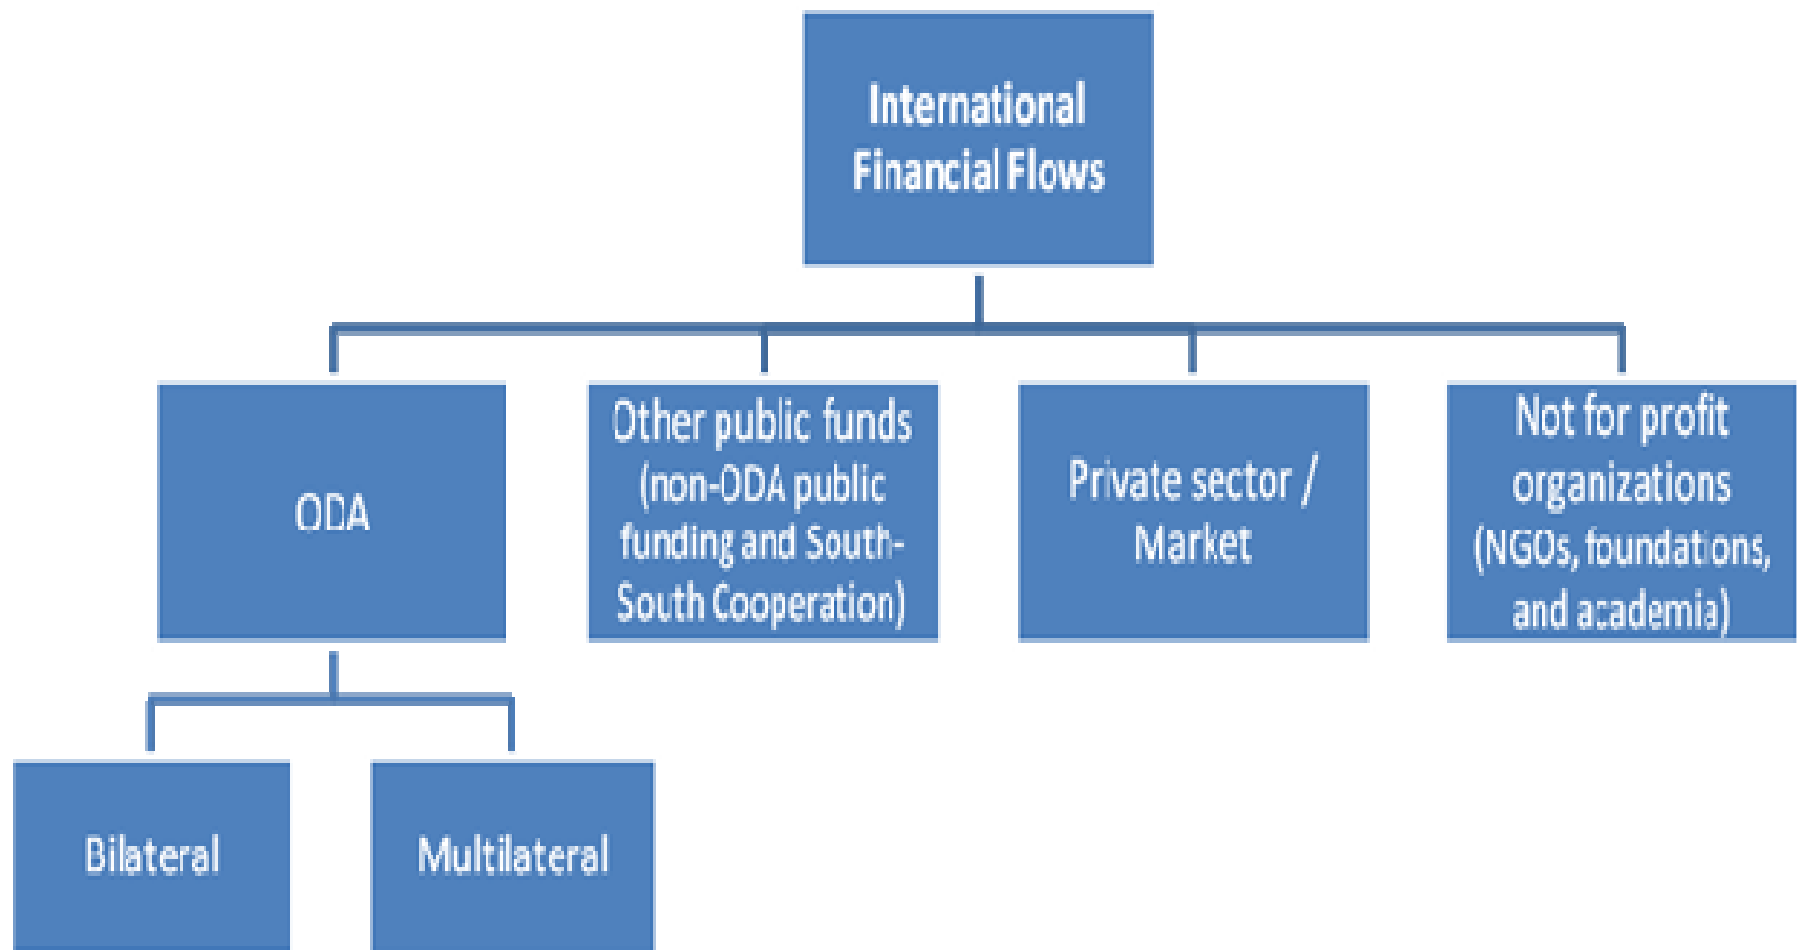 International
Financial Flows
ODA
Other public funds
(non-ODA public
funding and South-
South Cooperation)
Private sector /
Market
Not for profit
organizations
(NGOs, foundations,
and academia)
Bilateral
Multilateral